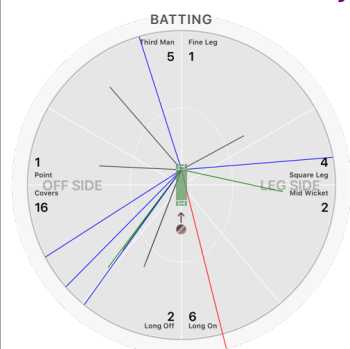 BATTING
Third Man
Fine Leg
5
1
1
4
Point
Square Leg
OFF SIDE
LEG SIDE
Covers
Mid Wicket
16
2
2
6
Long Off
Long On